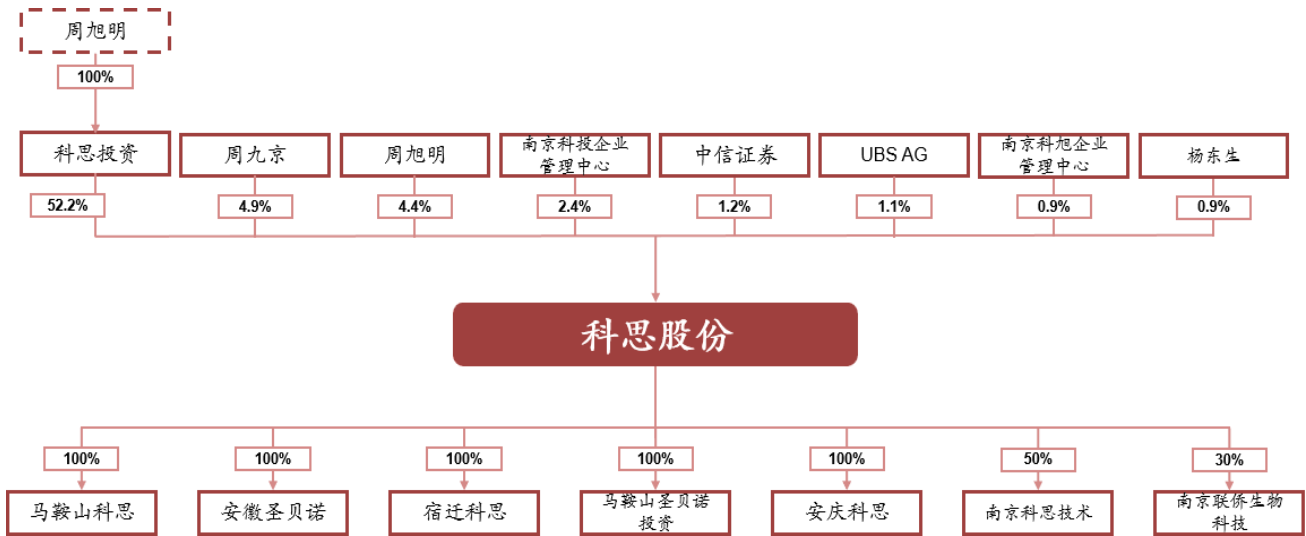 周旭明
100%
科思投资
周九京
周旭明
南京科投企业
管理中心
中信证券
UBS AG
南京科旭企业
管理中心
杨东生
52.2%
4.9%
4.4%
2.4%
1.2%
1.1%
0.9%
0.9%
科思股份
100%
100%
100%
100%
100%
50%
30%
马鞍山科思
安徽圣贝诺
宿迁科思
马鞍山圣贝诺
投资
安庆科思
南京科思技术
南京联侨生物
科技